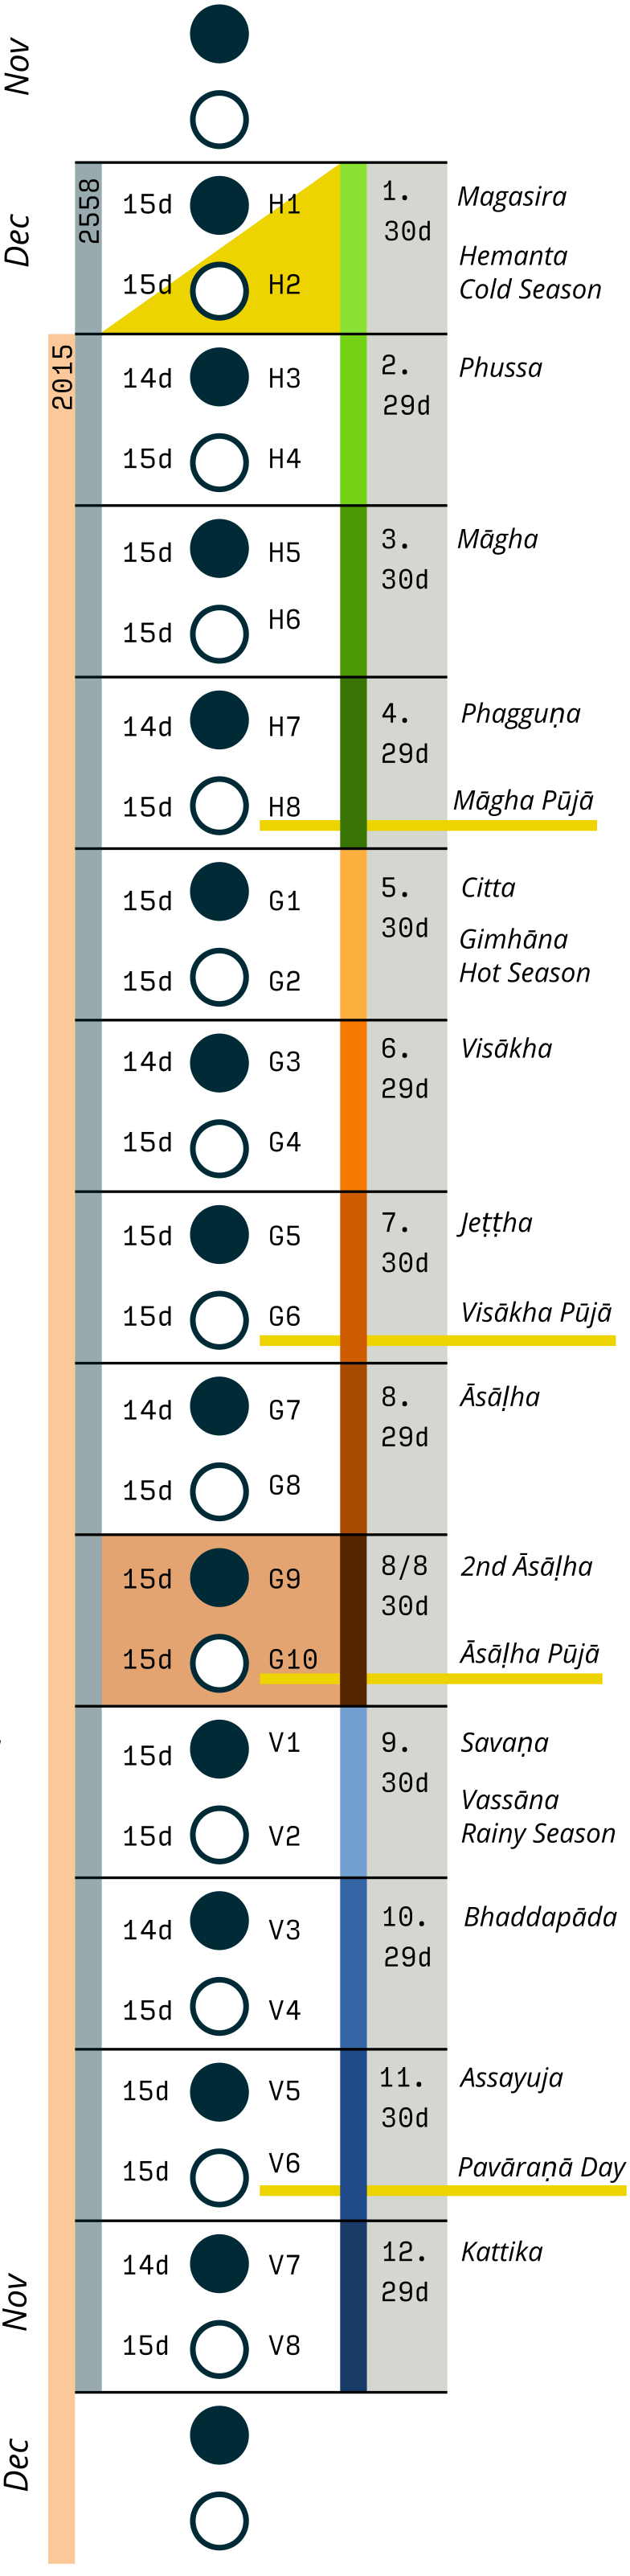 Nov
Dec
2558
15d H1 1. Magasira
30d
15d H2 Hemanta
Cold Season
2015
14d H3 2. Phussa
29d
15d H4
15d H5 3. Māgha
30d
15d H6
14d H7 4. Phagguṇa
29d
15d H8 Māgha Pūjā
15d G1 5. Citta
30d
Gimhāna
15d G2 Hot Season
14d G3 6. Visākha
29d
15d G4
15d G5 7. Jeṭṭha
30d
15d G6 Visākha Pūjā
14d G7 8. Āsāḷha
29d
15d G8
15d G9 8/8 2nd Āsāḷha
30d
15d G10 Āsāḷha Pūjā
15d V1 9. Savaṇa
30d
Vassāna
15d V2 Rainy Season
14d V3 10. Bhaddapāda
29d
15d V4
15d V5 11. Assayuja
30d
15d V6 Pavāraṇā Day
14d V7 12. Kattika
29d
Nov
15d V8
Dec